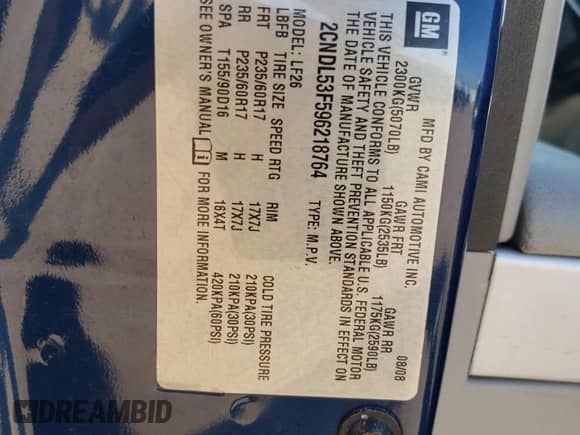 GM
MFD BY CAMI AUTOMOTIVE INC. 08/08
GVWR GAWR FRT GAWR RR
2300KG(5070LB) 1150KG(2535LB) 1175KG(2590LB)
THIS VEHICLE CONFORMS TO ALL APPLICABLE U.S. FEDERAL MOTOR
VEHICLE SAFETY AND THEFT PREVENTION STANDARDS IN EFFECT ON
THE DATE OF MANUFACTURE SHOWN ABOVE.
2CNDL53F596218764 TYPE: M.P.V.
MODEL: LF26
LBFB TIRE SIZE SPEED RTG RIM COLD TIRE PRESSURE
FRT P235/60R17 H 17X7J 210KPA(30PSI)
RR P235/60R17 H 17X7J 210KPA(30PSI)
SPA T155/90D16 M 16X4T 420KPA(60PSI)
SEE OWNER'S MANUAL i FOR MORE INFORMATION.
DREAMBID